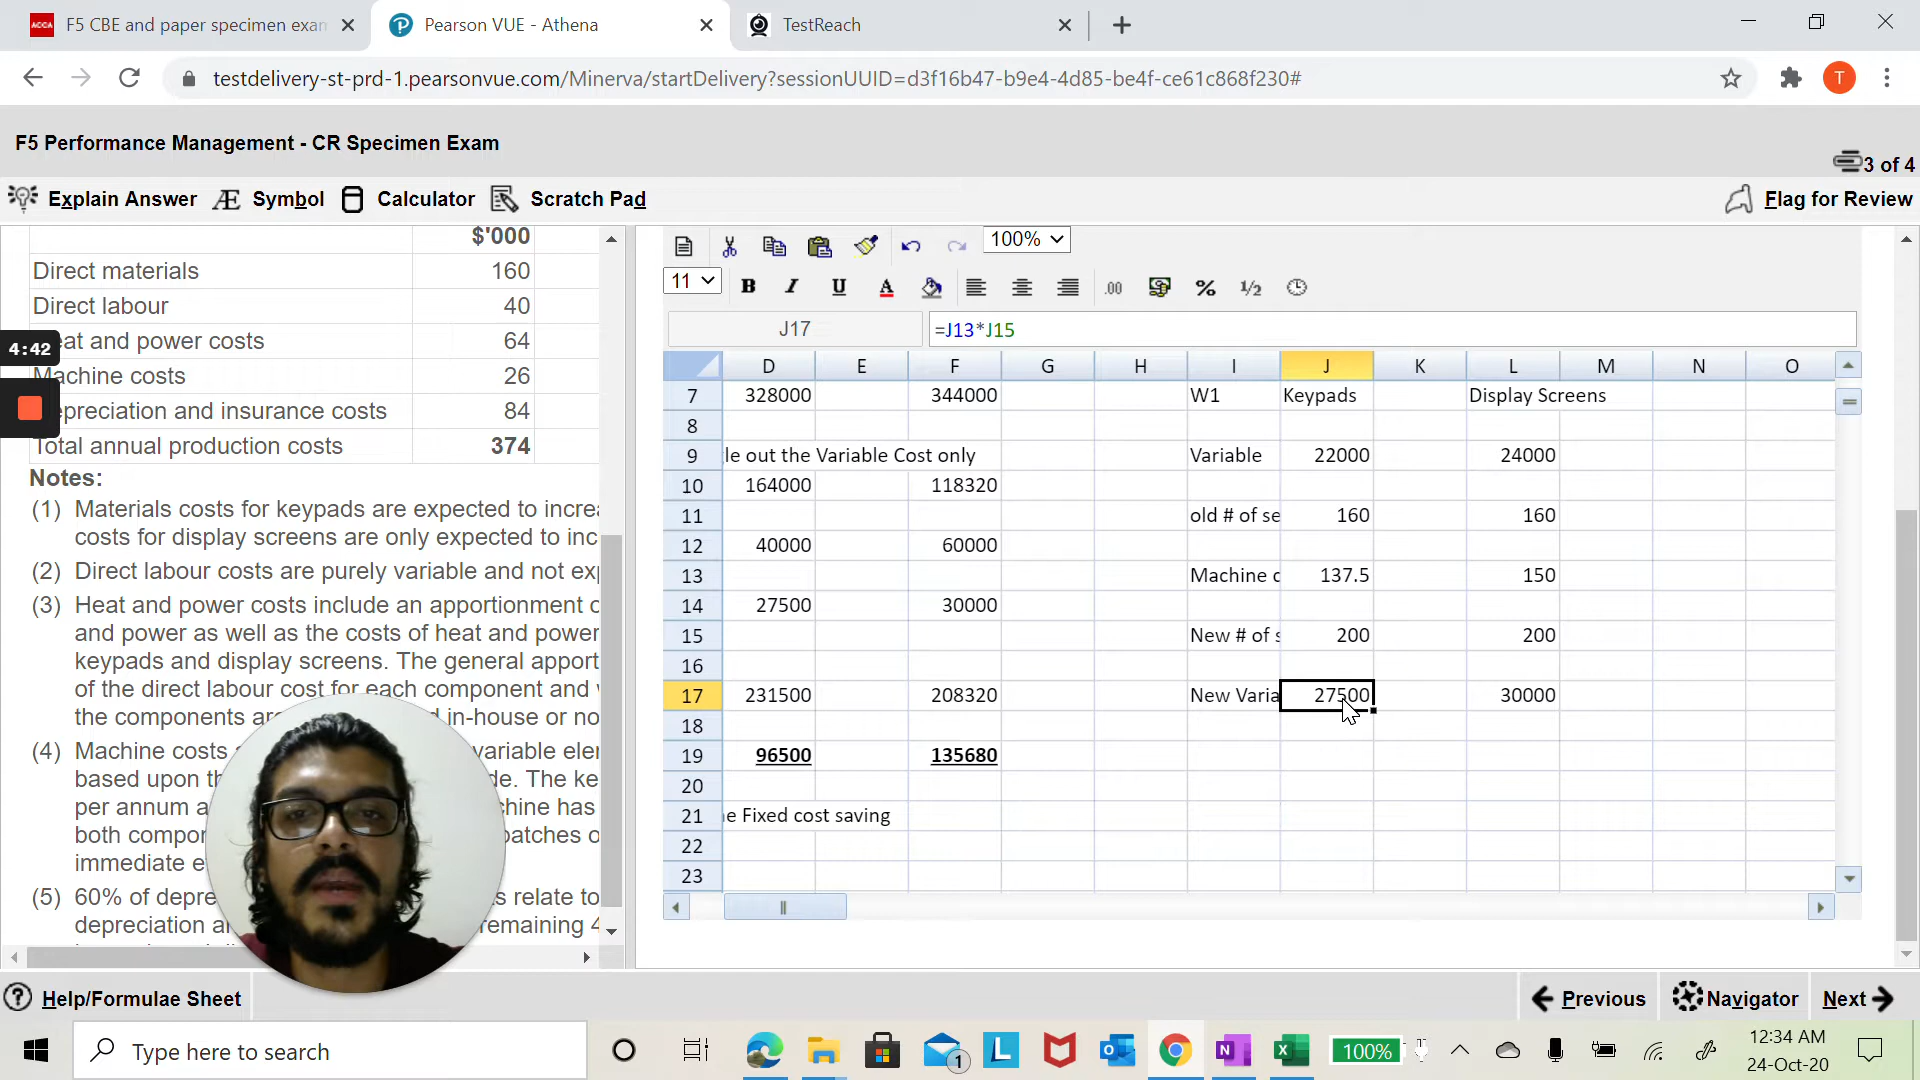 F5 CBE and paper specimen exan
Pearson VUE - Athena
TestReach
testdelivery-st-prd-1.pearsonvue.com/Minerva/startDelivery?sessionUUID=d3f16b47-b9e4-4d85-be4f-ce61c868f230#
T
F5 Performance Management - CR Specimen Exam
3 of 4
Explain Answer
Symbol
Calculator
Scratch Pad
Flag for Review
$'000
Direct materials 160
Direct labour 40
eat and power costs 64
Machine costs 26
epreciation and insurance costs 84
Total annual production costs 374
4:42
Notes:
(1) Materials costs for keypads are expected to increa
costs for display screens are only expected to inc
(2) Direct labour costs are purely variable and not exp
(3) Heat and power costs include an apportionment o
and power as well as the costs of heat and power
keypads and display screens. The general apport
of the direct labour cost for each component and
the components are in-house or no
(4) Machine costs variable eler
based upon th de. The ke
per annum a chine has
both compor batches o
immediate e
(5) 60% of depre s relate to
depreciation a remaining 4
100%
11
B I U A .00 % 1/2
J17
=J13*J15
D E F G H I J K L M N O
7 328000 344000 W1 Keypads Display Screens
8
9 le out the Variable Cost only Variable 22000 24000
10 164000 118320
11 old # of se 160 160
12 40000 60000
13 Machine c 137.5 150
14 27500 30000
15 New # of s 200 200
16
17 231500 208320 New Varia 27500 30000
18
19 96500 135680
20
21 e Fixed cost saving
22
23
Help/Formulae Sheet
Previous
Navigator
Next
Type here to search
1
100%
12:34 AM
24-Oct-20